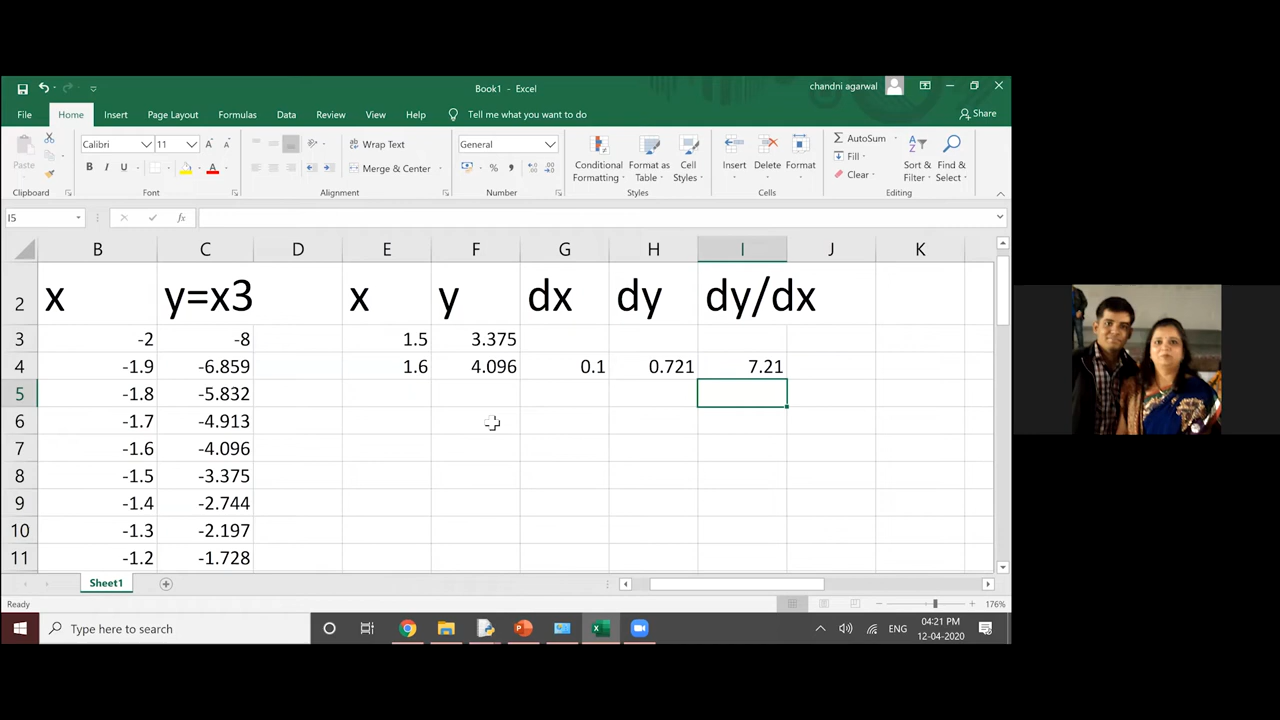 Book1 - Excel
chandni agarwal
File Home Insert Page Layout Formulas Data Review View Help Tell me what you want to do Share
Paste
Calibri 11
B I U
Wrap Text
Merge & Center
General
Conditional Formatting
Format as Table
Cell Styles
Insert Delete Format
AutoSum
Fill
Clear
Sort & Filter
Find & Select
Clipboard Font Alignment Number Styles Cells Editing
I5 fx
B C D E F G H I J K
2 x y=x3 x y dx dy dy/dx
3 -2 -8 1.5 3.375
4 -1.9 -6.859 1.6 4.096 0.1 0.721 7.21
5 -1.8 -5.832
6 -1.7 -4.913
7 -1.6 -4.096
8 -1.5 -3.375
9 -1.4 -2.744
10 -1.3 -2.197
11 -1.2 -1.728
Sheet1
Ready 176%
Type here to search ENG 04:21 PM
12-04-2020